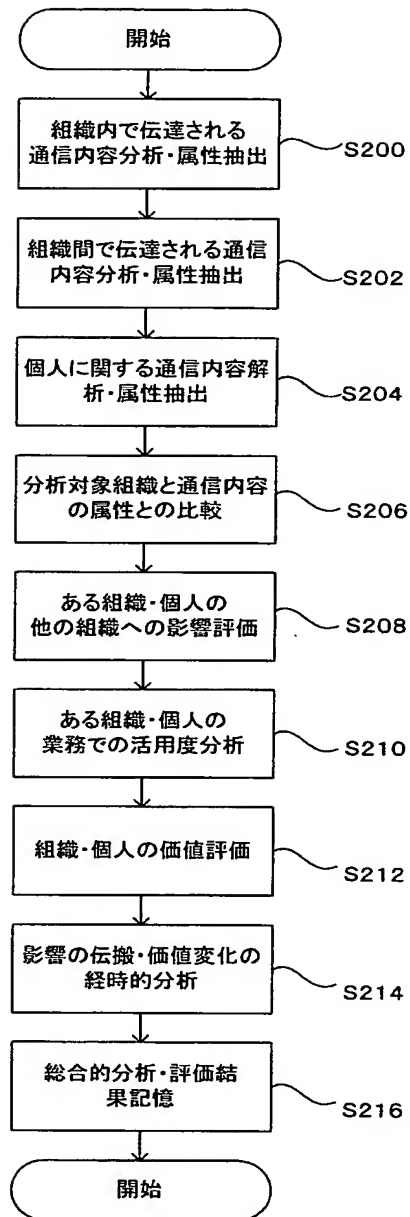 開始
組織内で伝達される
通信内容分析・属性抽出
S200
組織間で伝達される通信
内容分析・属性抽出
S202
個人に関する通信内容解
析・属性抽出
S204
分析対象組織と通信内容
の属性との比較
S206
ある組織・個人の
他の組織への影響評価
S208
ある組織・個人の
業務での活用度分析
S210
組織・個人の価値評価
S212
影響の伝搬・価値変化の
経時的分析
S214
総合的分析・評価結
果記憶
S216
開始